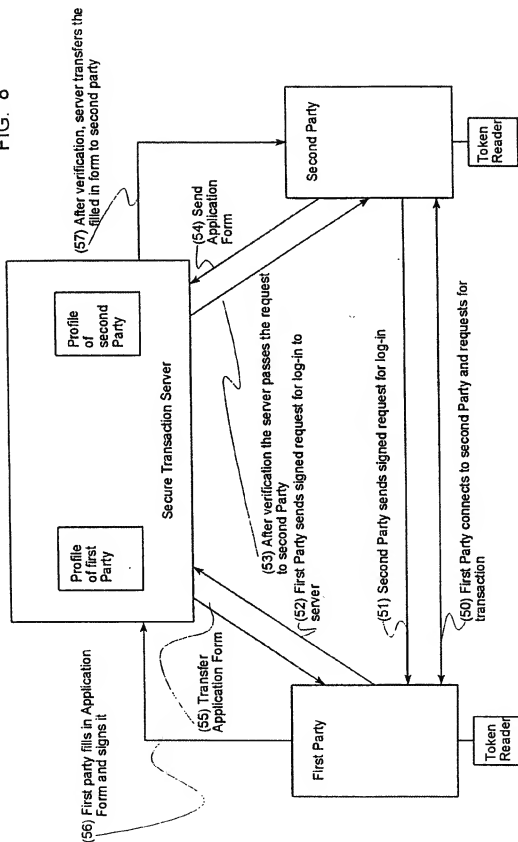 FIG. 8
(57) After verification, server transfers the
filled in form to second party
Profile
of
second
Party
Profile
of first
Party
Secure Transaction Server
(54) Send
Application
Form
(53) After verification the server passes the request
to second Party
(52) First Party sends signed request for log-in to
server
(51) Second Party sends signed request for log-in
(50) First Party connects to second Party and requests for
transaction
(55) Transfer
Application Form
(56) First party fills in Application
Form and signs it
First Party
Token
Reader
Second Party
Token
Reader